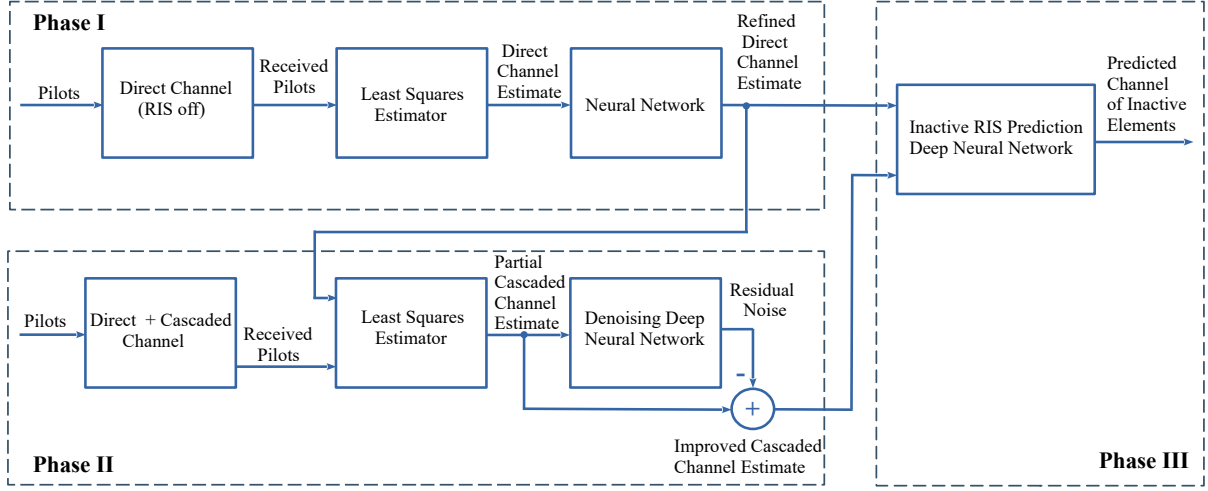 Phase I
Pilots
Direct Channel
(RIS off)
Received
Pilots
Least Squares
Estimator
Direct
Channel
Estimate
Neural Network
Refined
Direct
Channel
Estimate
Inactive RIS Prediction
Deep Neural Network
Predicted
Channel
of Inactive
Elements
Pilots
Direct + Cascaded
Channel
Received
Pilots
Least Squares
Estimator
Partial
Cascaded
Channel
Estimate
Denoising Deep
Neural Network
Residual
Noise
-
+
Improved Cascaded
Channel Estimate
Phase II
Phase III